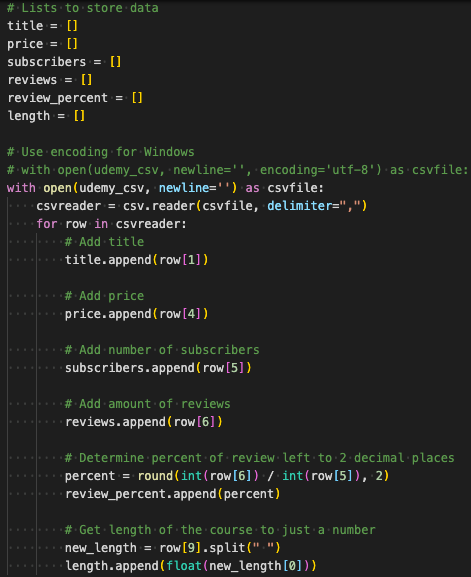 # Lists to store data
title = []
price = []
subscribers = []
reviews = []
review_percent = []
length = []

# Use encoding for Windows
# with open(udemy_csv, newline='', encoding='utf-8') as csvfile:
with open(udemy_csv, newline='') as csvfile:
    csvreader = csv.reader(csvfile, delimiter=",")
    for row in csvreader:
        # Add title
        title.append(row[1])

        # Add price
        price.append(row[4])

        # Add number of subscribers
        subscribers.append(row[5])

        # Add amount of reviews
        reviews.append(row[6])

        # Determine percent of review left to 2 decimal places
        percent = round(int(row[6]) / int(row[5]), 2)
        review_percent.append(percent)

        # Get length of the course to just a number
        new_length = row[9].split(" ")
        length.append(float(new_length[0]))